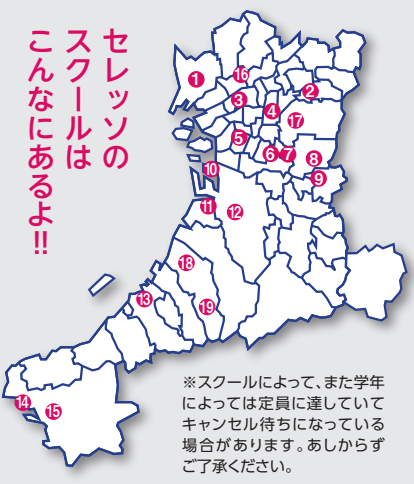 セレッソの
スクールは
こんなにあるよ!!
1
16
2
3
4
17
5
6
7
8
9
10
11
12
18
13
19
14
15
※スクールによって、また学年
によっては定員に達していて
キャンセル待ちになっている
場合があります。あしからず
ご了承ください。